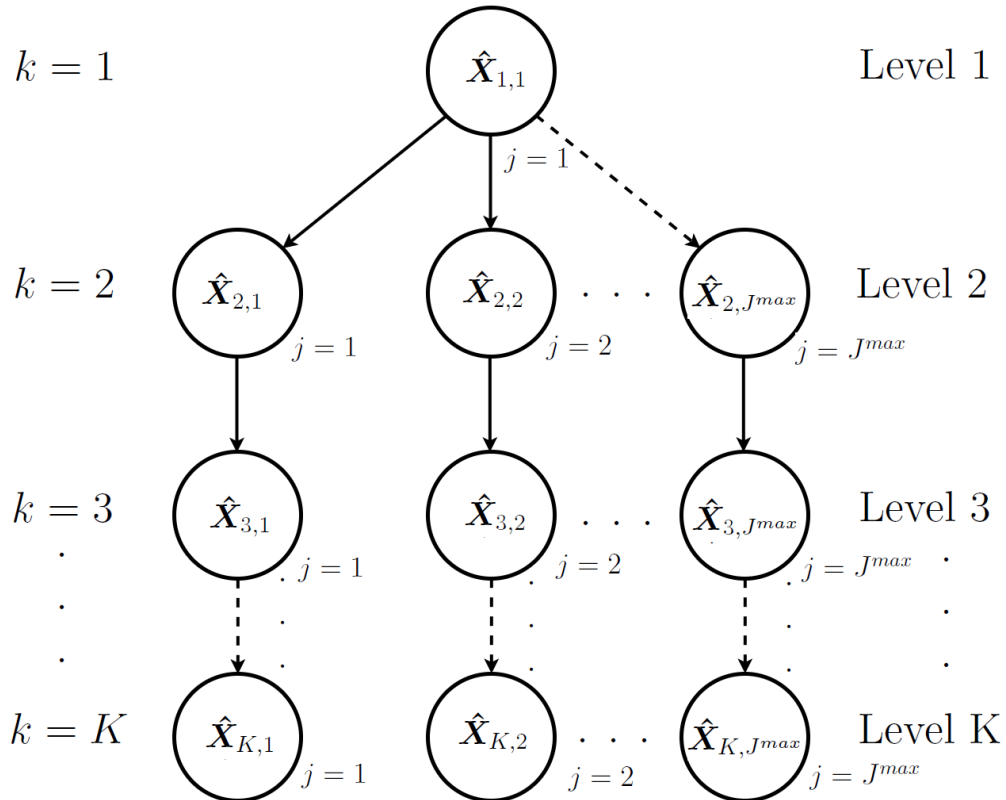 k = 1 X̂₁,₁ Level 1
j = 1
k = 2 X̂₂,₁ X̂₂,₂ . . . X̂₂,Jᵐᵃˣ Level 2
j = 1 j = 2 j = Jᵐᵃˣ
k = 3 X̂₃,₁ X̂₃,₂ . . . X̂₃,Jᵐᵃˣ Level 3
j = 1 j = 2 j = Jᵐᵃˣ
k = K X̂K,₁ X̂K,₂ . . . X̂K,Jᵐᵃˣ Level K
j = 1 j = 2 j = Jᵐᵃˣ